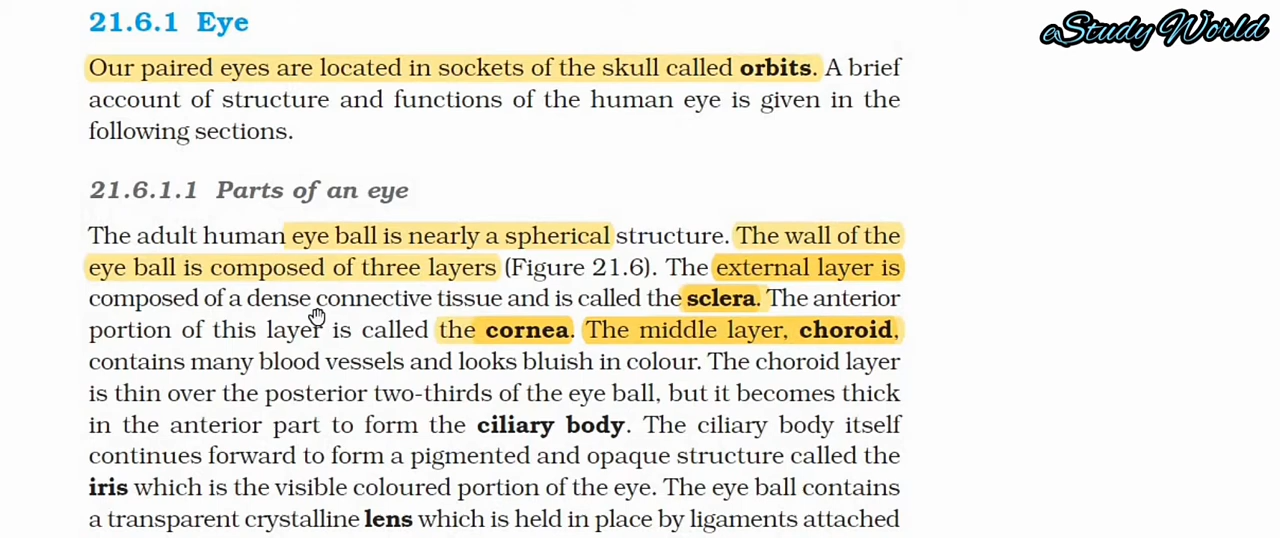 eStudy World
21.6.1 Eye
Our paired eyes are located in sockets of the skull called orbits. A brief
account of structure and functions of the human eye is given in the
following sections.
21.6.1.1 Parts of an eye
The adult human eye ball is nearly a spherical structure. The wall of the
eye ball is composed of three layers (Figure 21.6). The external layer is
composed of a dense connective tissue and is called the sclera. The anterior
portion of this layer is called the cornea. The middle layer, choroid,
contains many blood vessels and looks bluish in colour. The choroid layer
is thin over the posterior two-thirds of the eye ball, but it becomes thick
in the anterior part to form the ciliary body. The ciliary body itself
continues forward to form a pigmented and opaque structure called the
iris which is the visible coloured portion of the eye. The eye ball contains
a transparent crystalline lens which is held in place by ligaments attached